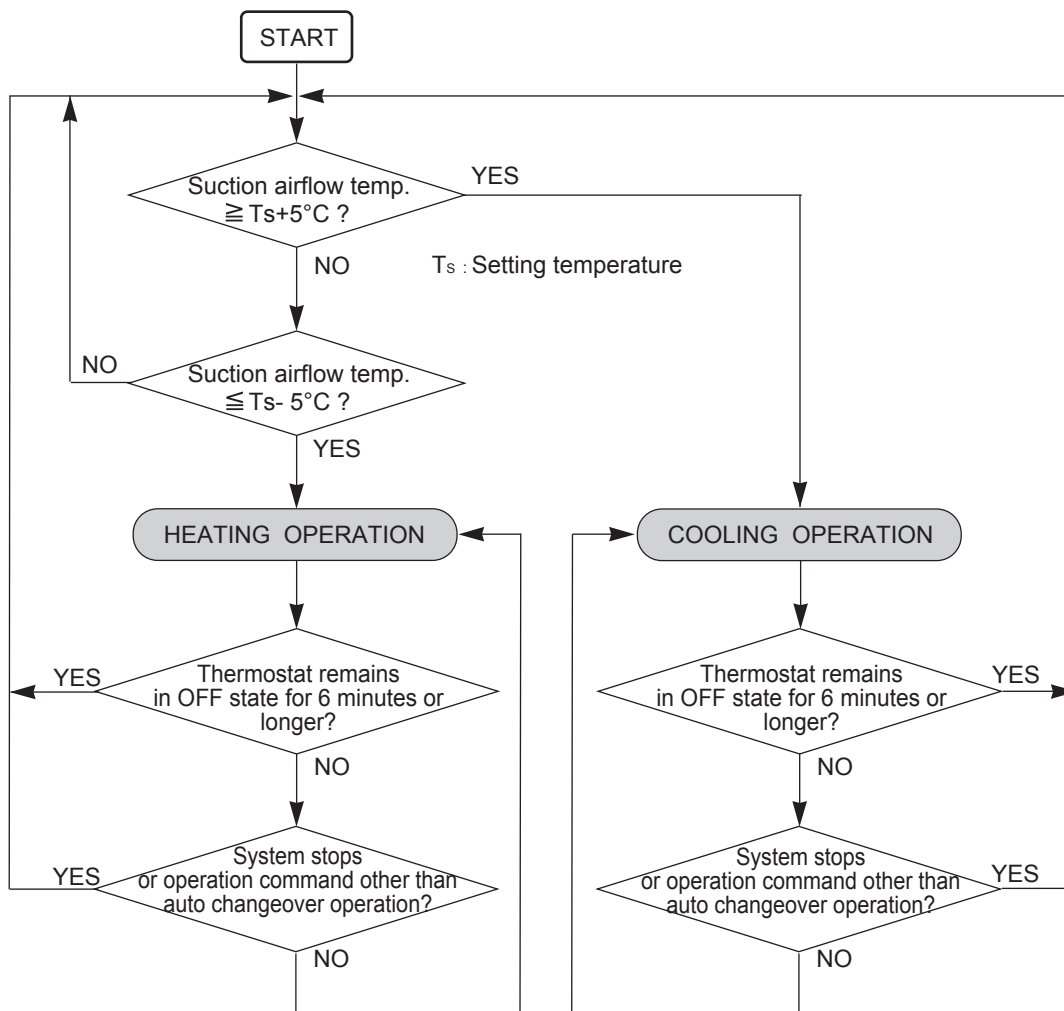 START
Suction airflow temp.
≧ Ts+5°C ?
YES
NO
Ts : Setting temperature
NO
Suction airflow temp.
≦ Ts- 5°C ?
YES
HEATING OPERATION
COOLING OPERATION
YES
Thermostat remains
in OFF state for 6 minutes or
longer?
NO
Thermostat remains
in OFF state for 6 minutes or
longer?
YES
NO
YES
System stops
or operation command other than
auto changeover operation?
NO
System stops
or operation command other than
auto changeover operation?
YES
NO